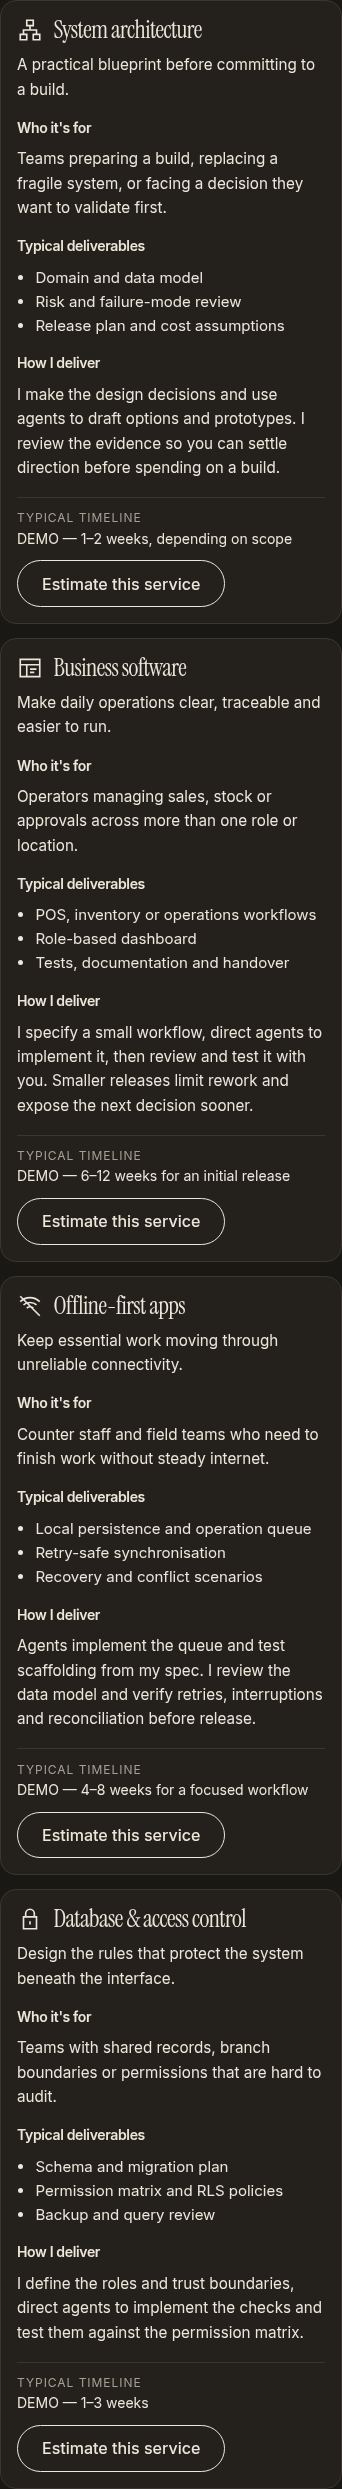 System architecture
A practical blueprint before committing to
a build.
Who it's for
Teams preparing a build, replacing a
fragile system, or facing a decision they
want to validate first.
Typical deliverables
• Domain and data model
• Risk and failure-mode review
• Release plan and cost assumptions
How I deliver
I make the design decisions and use
agents to draft options and prototypes. I
review the evidence so you can settle
direction before spending on a build.
TYPICAL TIMELINE
DEMO — 1–2 weeks, depending on scope
Estimate this service
Business software
Make daily operations clear, traceable and
easier to run.
Who it's for
Operators managing sales, stock or
approvals across more than one role or
location.
Typical deliverables
• POS, inventory or operations workflows
• Role-based dashboard
• Tests, documentation and handover
How I deliver
I specify a small workflow, direct agents to
implement it, then review and test it with
you. Smaller releases limit rework and
expose the next decision sooner.
TYPICAL TIMELINE
DEMO — 6–12 weeks for an initial release
Estimate this service
Offline-first apps
Keep essential work moving through
unreliable connectivity.
Who it's for
Counter staff and field teams who need to
finish work without steady internet.
Typical deliverables
• Local persistence and operation queue
• Retry-safe synchronisation
• Recovery and conflict scenarios
How I deliver
Agents implement the queue and test
scaffolding from my spec. I review the
data model and verify retries, interruptions
and reconciliation before release.
TYPICAL TIMELINE
DEMO — 4–8 weeks for a focused workflow
Estimate this service
Database & access control
Design the rules that protect the system
beneath the interface.
Who it's for
Teams with shared records, branch
boundaries or permissions that are hard to
audit.
Typical deliverables
• Schema and migration plan
• Permission matrix and RLS policies
• Backup and query review
How I deliver
I define the roles and trust boundaries,
direct agents to implement the checks and
test them against the permission matrix.
TYPICAL TIMELINE
DEMO — 1–3 weeks
Estimate this service